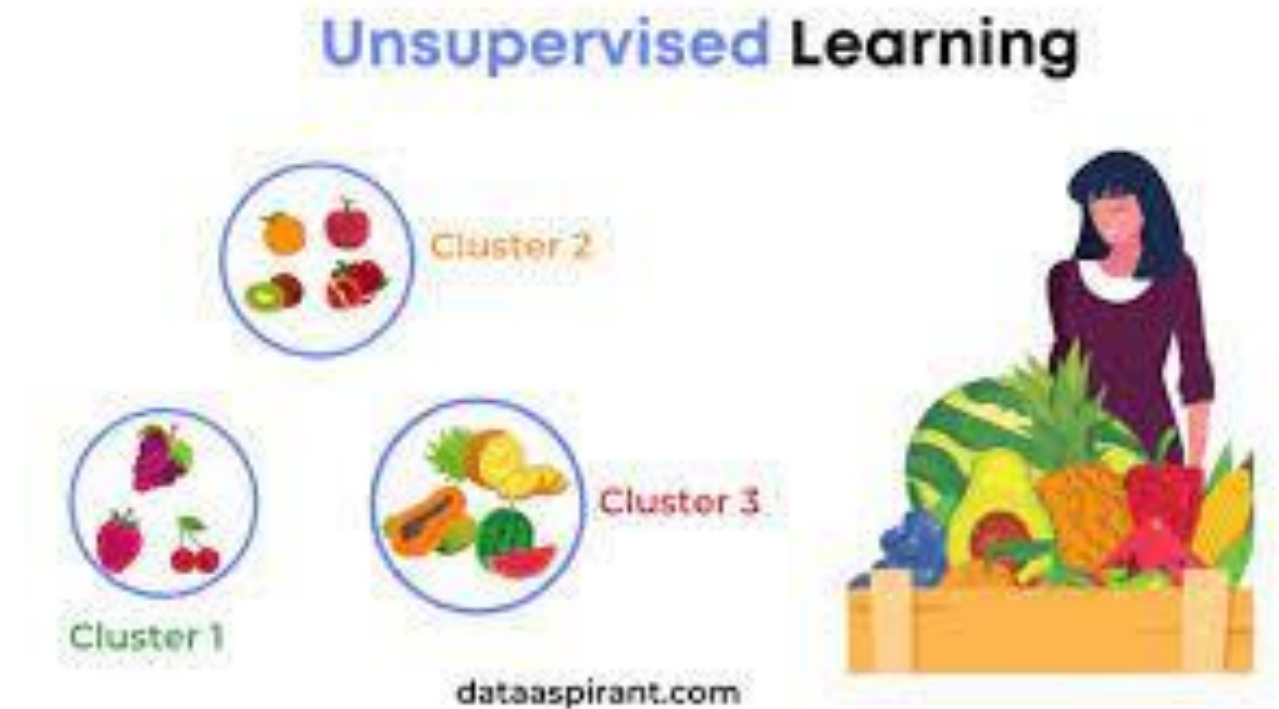 Unsupervised Learning
Cluster 2
Cluster 3
Cluster 1
dataaspirant.com